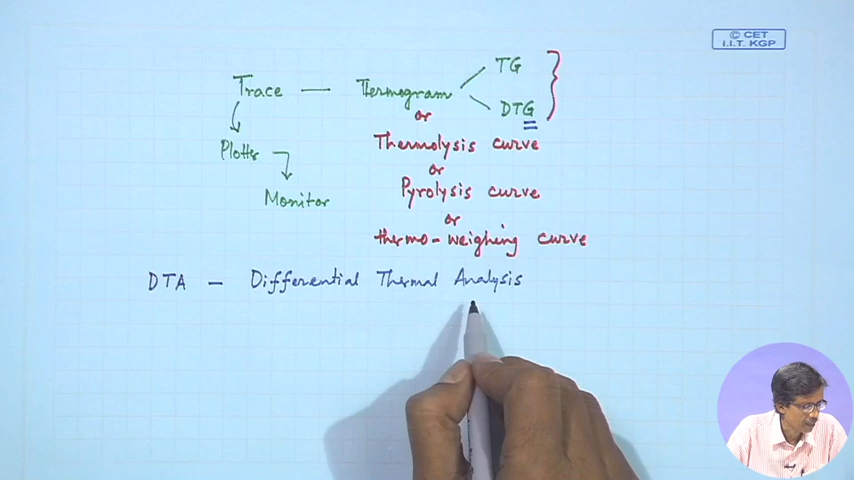 © CET
I.I.T. KGP
TG
Trace — Thermogram
DTG
or
Thermolysis curve
Plotter
or
Pyrolysis curve
Monitor
or
thermo-weighing curve
DTA — Differential Thermal Analysis